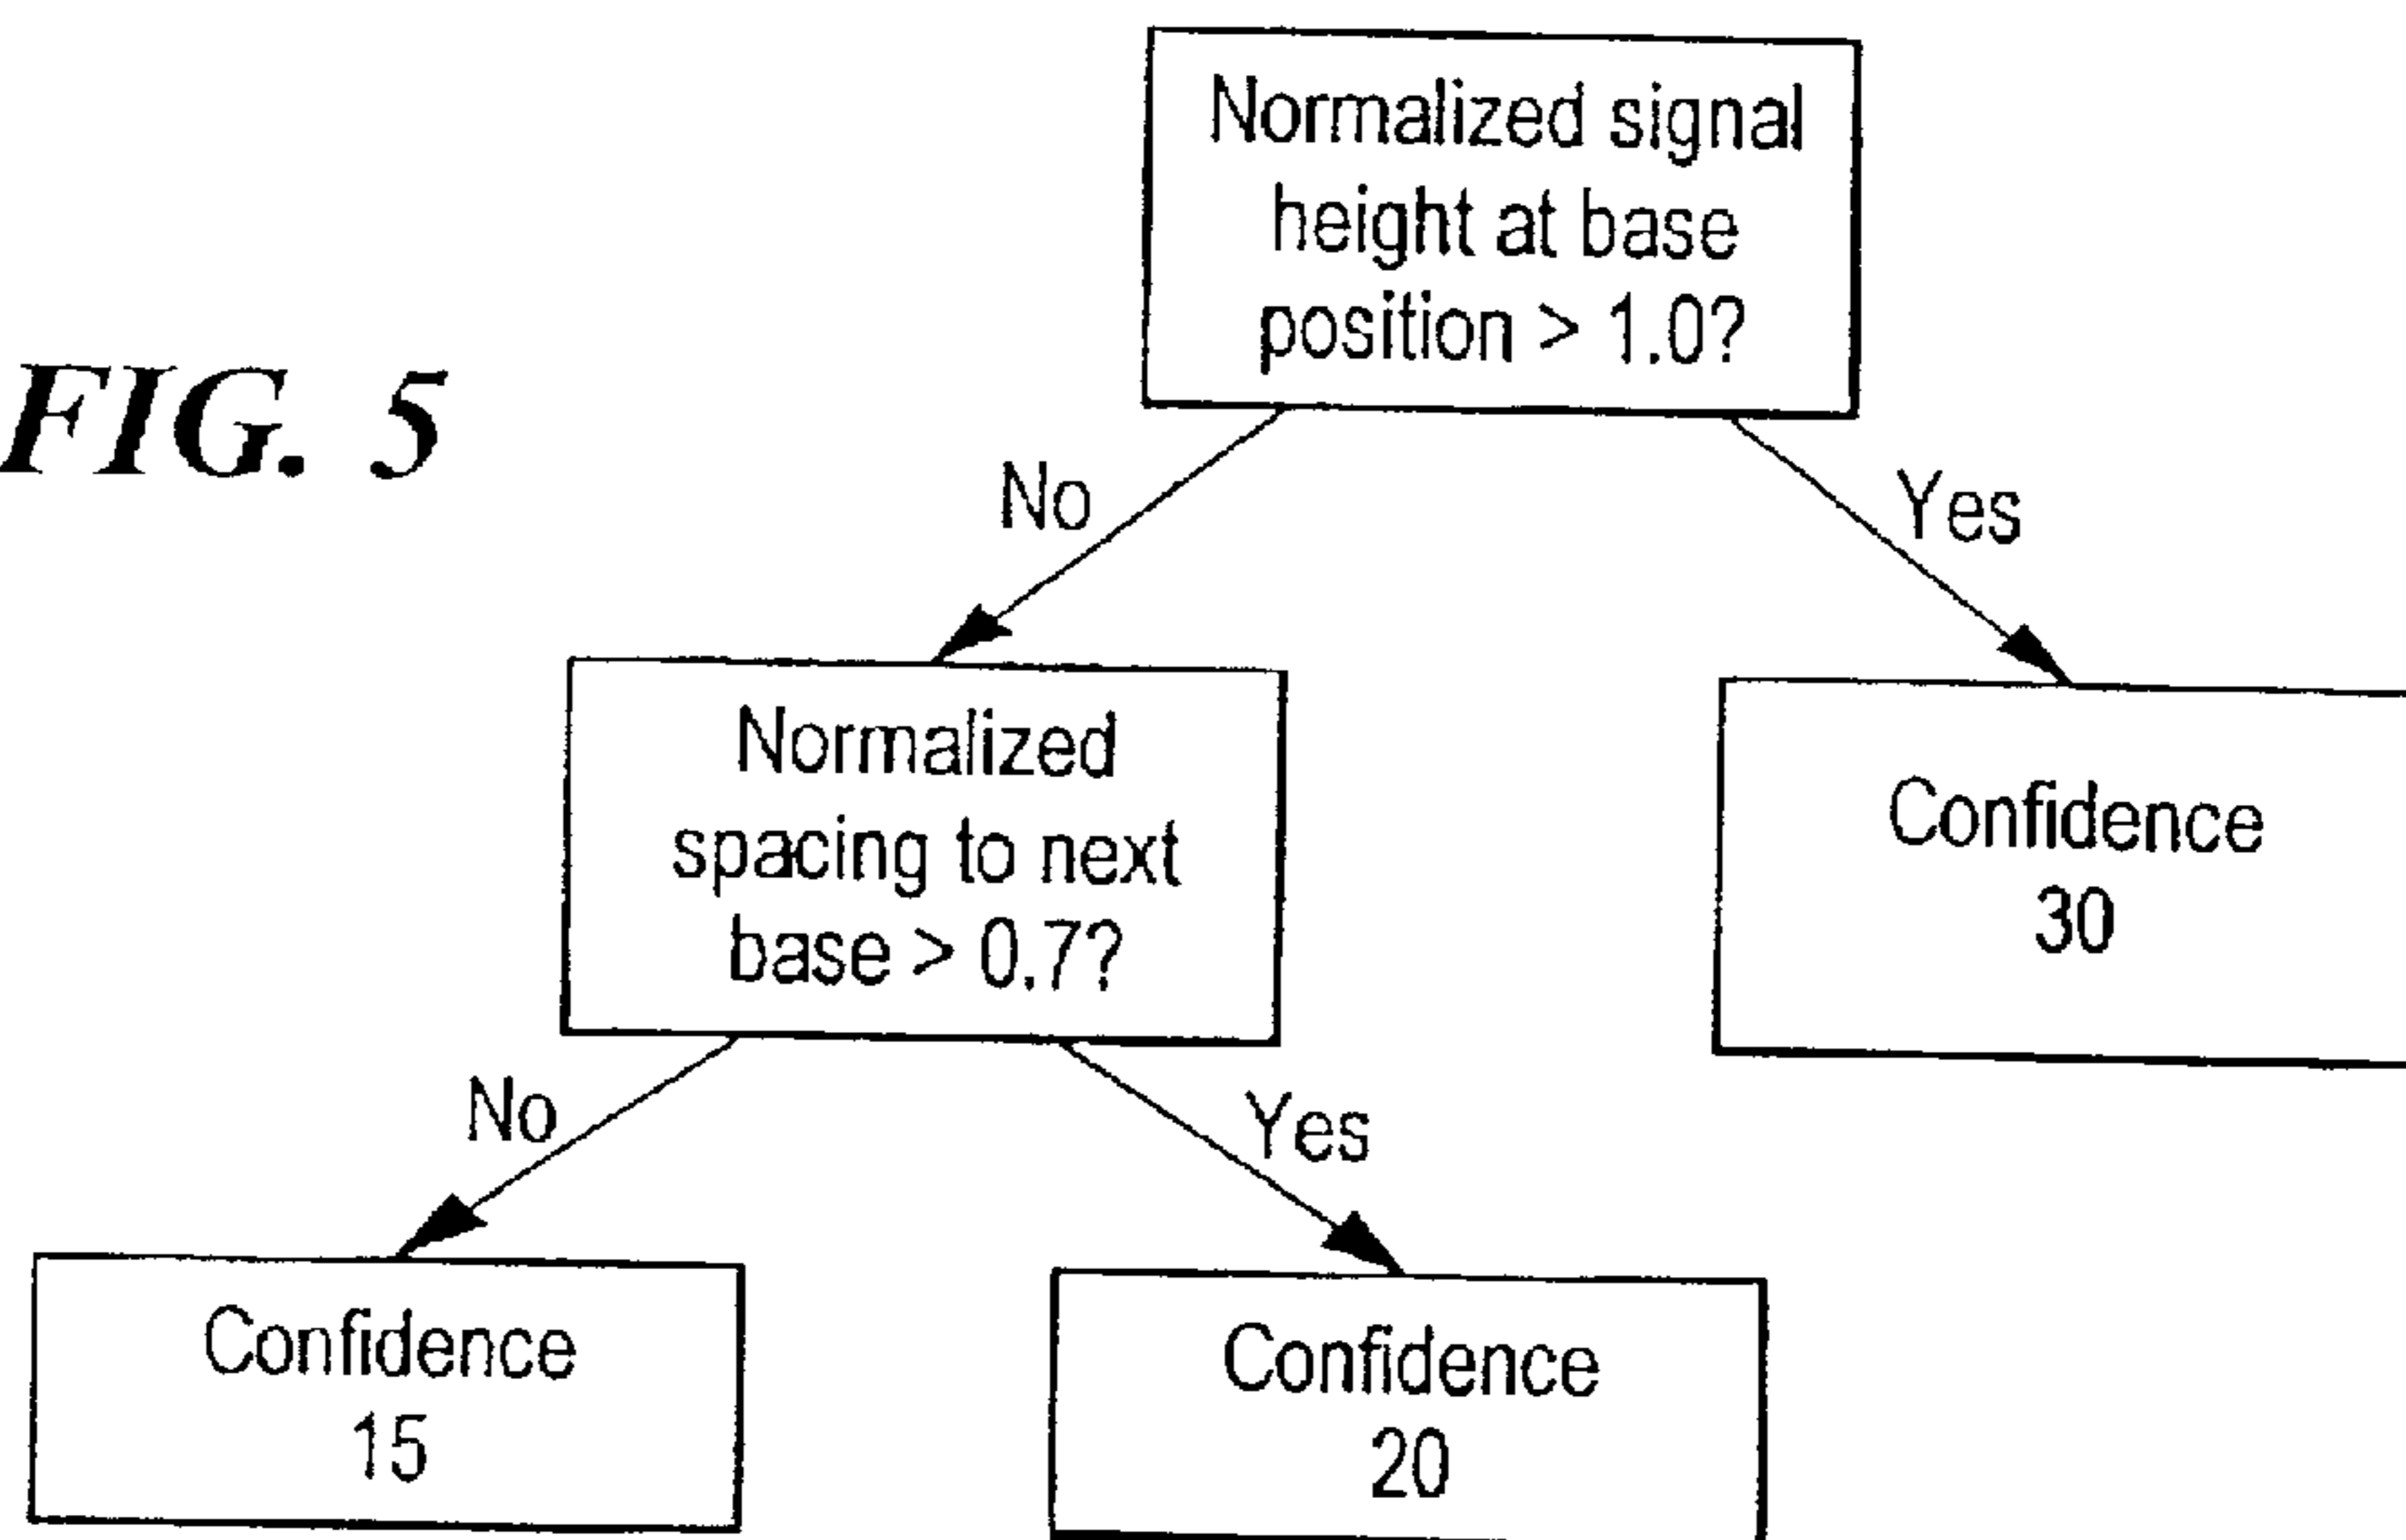 Normalized signal
height at base
position > 1.0?
FIG. 5
No
Yes
Normalized
spacing to next
base > 0.7?
Confidence
30
No
Yes
Confidence
15
Confidence
20